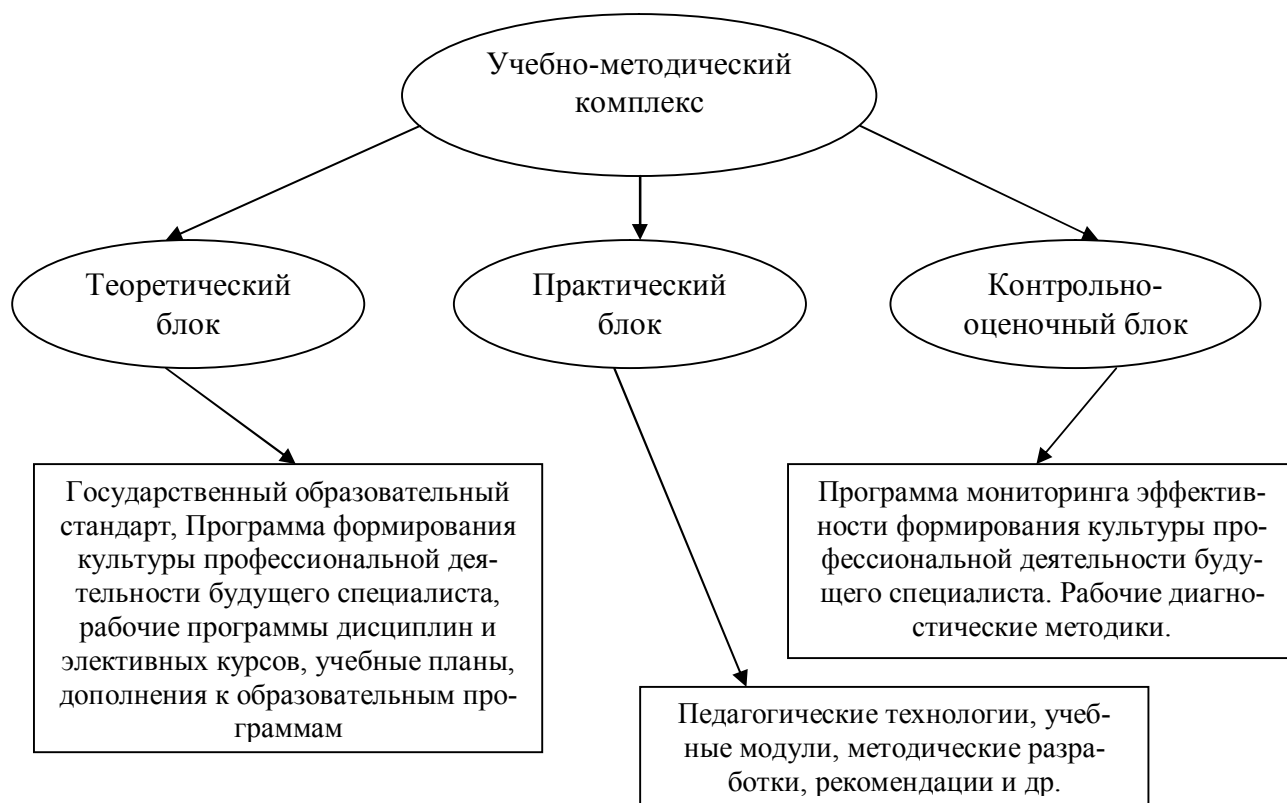 Учебно-методический
комплекс
Теоретический
блок
Практический
блок
Контрольно-
оценочный блок
Государственный образовательный
стандарт, Программа формирования
культуры профессиональной дея-
тельности будущего специалиста,
рабочие программы дисциплин и
элективных курсов, учебные планы,
дополнения к образовательным про-
граммам
Программа мониторинга эффектив-
ности формирования культуры про-
фессиональной деятельности буду-
щего специалиста. Рабочие диагно-
стические методики.
Педагогические технологии, учеб-
ные модули, методические разра-
ботки, рекомендации и др.